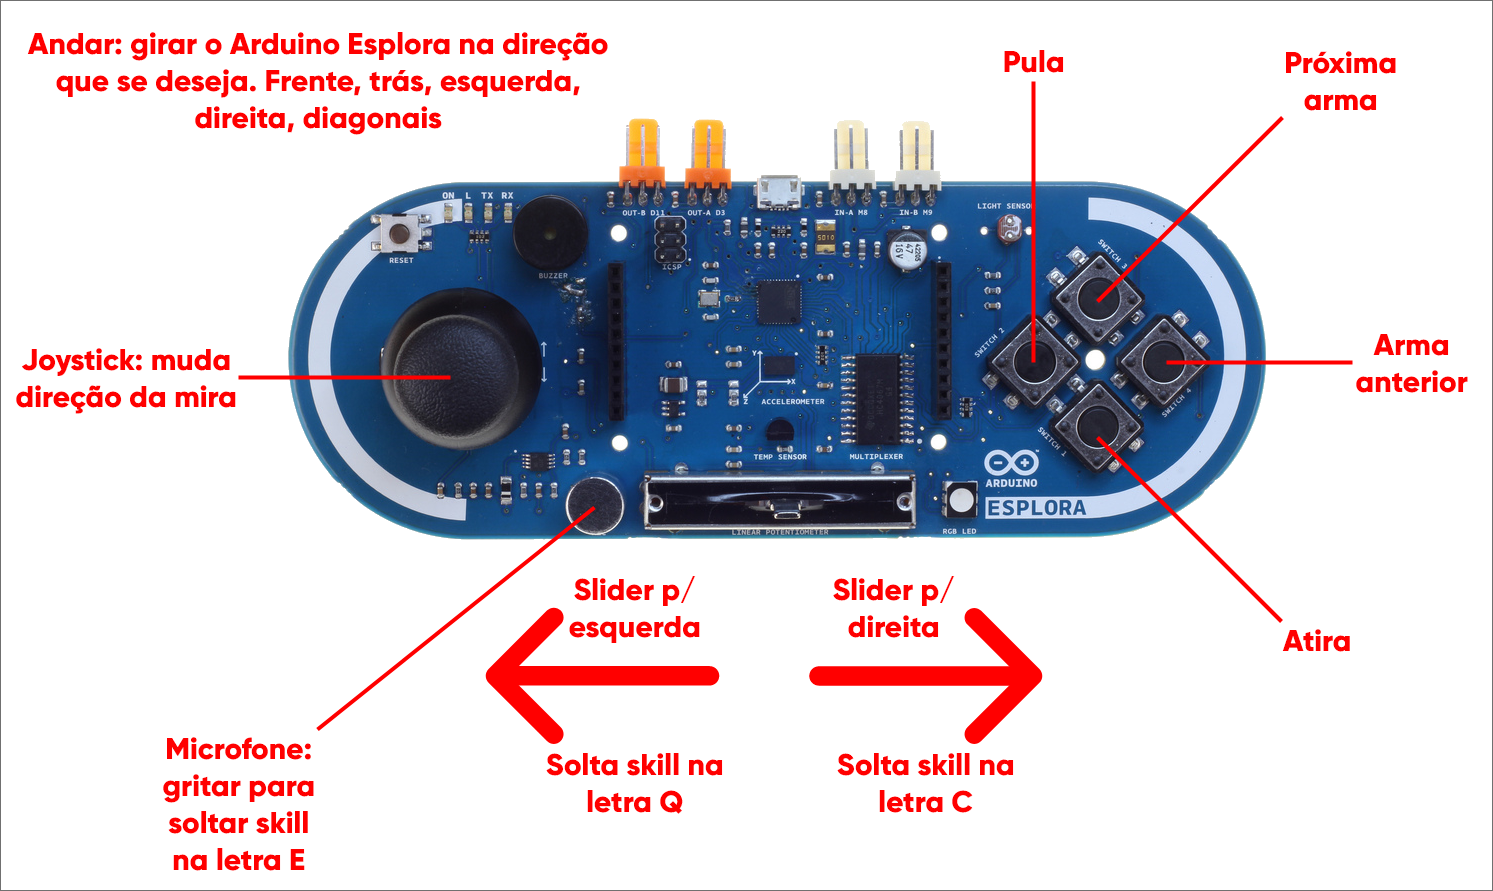 Andar: girar o Arduino Esplora na direção
que se deseja. Frente, trás, esquerda,
direita, diagonais
Pula
Próxima
arma
ON L TX RX
RESET
BUZZER
OUT-B D11
OUT-A D3
ICSP
IN-A M8
IN-B M9
LIGHT SENSOR
SWITCH 3
SWITCH 2
SWITCH 4
SWITCH 1
Joystick: muda
direção da mira
Arma
anterior
Y
X
Z
ACCELEROMETER
TEMP SENSOR
MULTIPLEXER
ARDUINO
ESPLORA
LINEAR POTENTIOMETER
RGB LED
Slider p/
esquerda
Slider p/
direita
Atira
Microfone:
gritar para
soltar skill
na letra E
Solta skill na
letra Q
Solta skill na
letra C